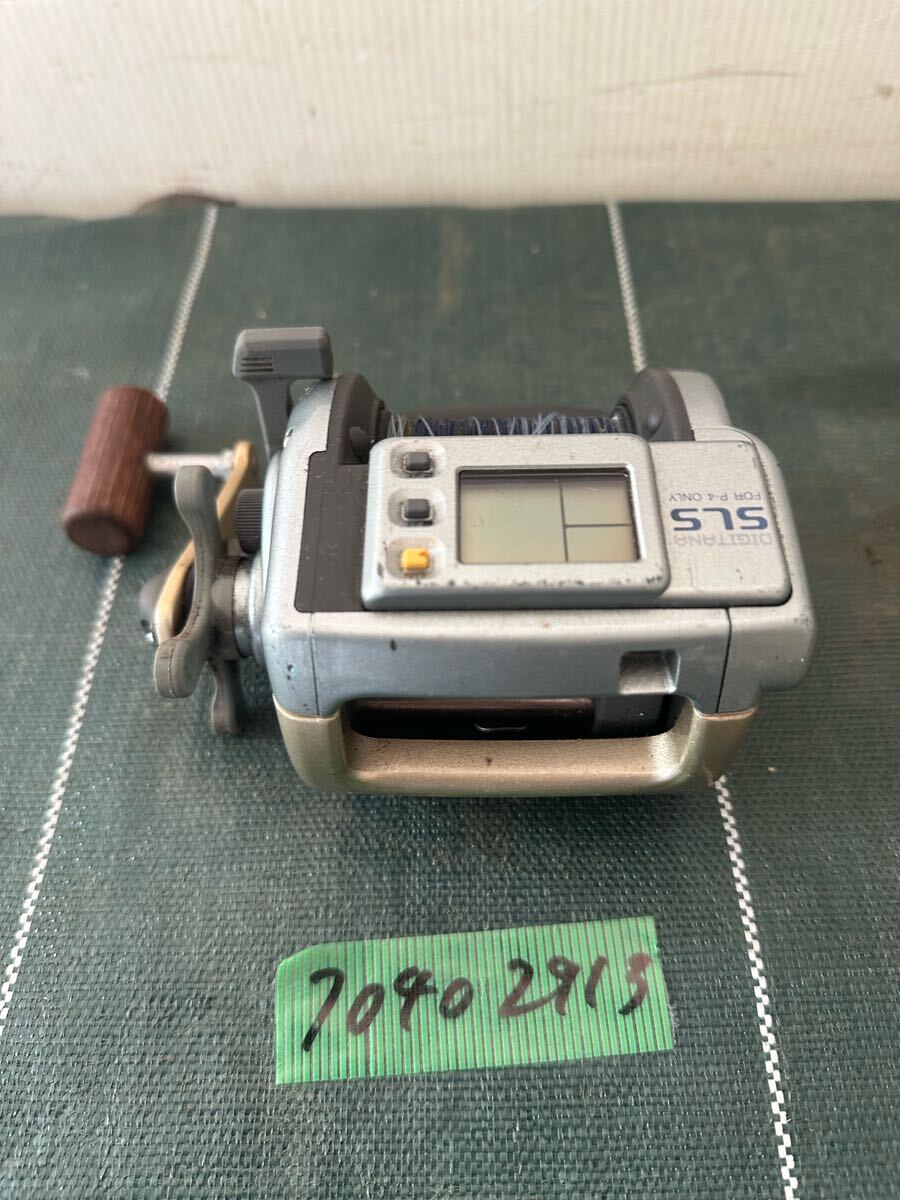 DIGITANA
SLS
FOR P-4 ONLY
70402913